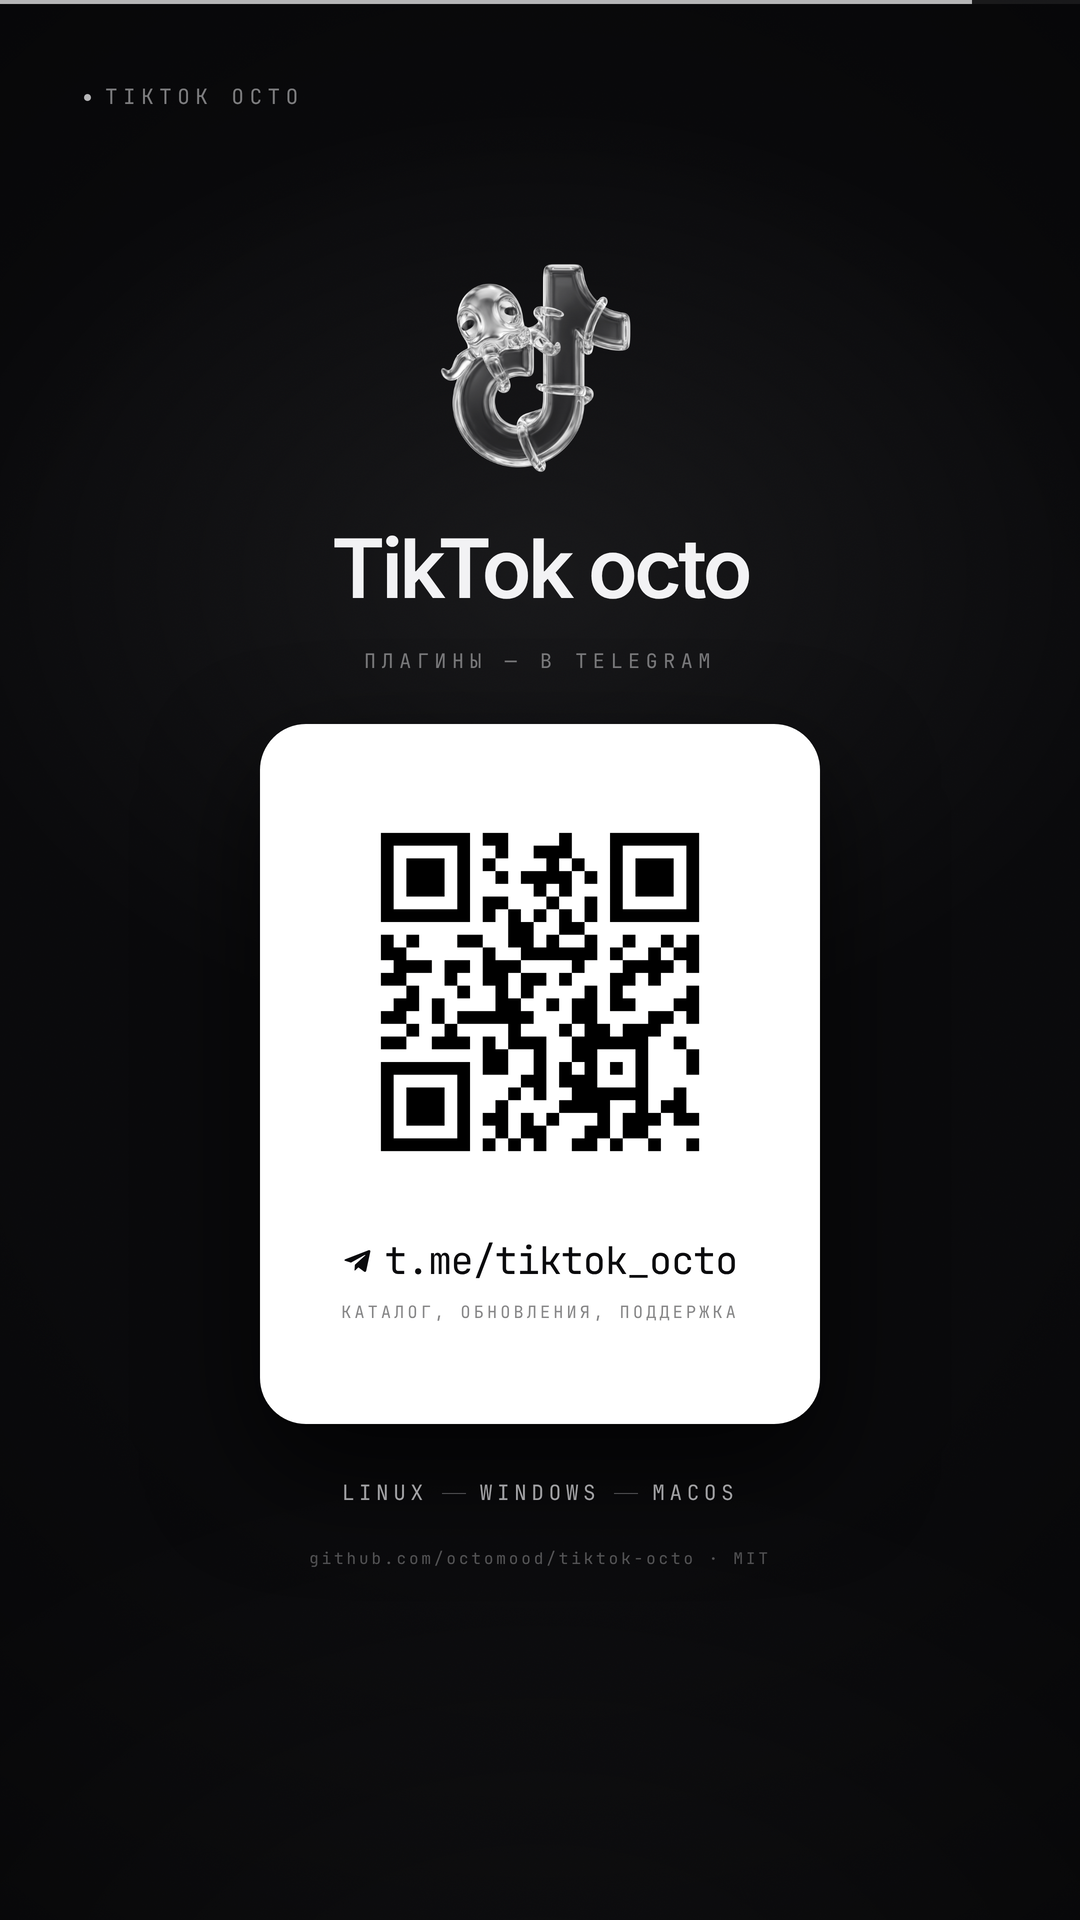 • TIKTOK OCTO
TikTok octo
ПЛАГИНЫ — В TELEGRAM
t.me/tiktok_octo
КАТАЛОГ, ОБНОВЛЕНИЯ, ПОДДЕРЖКА
LINUX — WINDOWS — MACOS
github.com/octomood/tiktok-octo · MIT